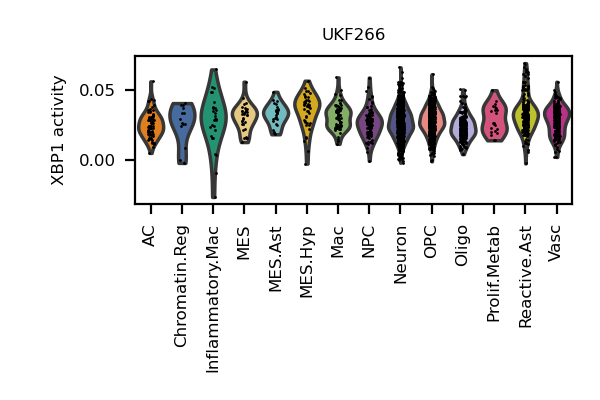 UKF266
XBP1 activity
0.05
0.00
AC
Chromatin.Reg
Inflammatory.Mac
MES
MES.Ast
MES.Hyp
Mac
NPC
Neuron
OPC
Oligo
Prolif.Metab
Reactive.Ast
Vasc